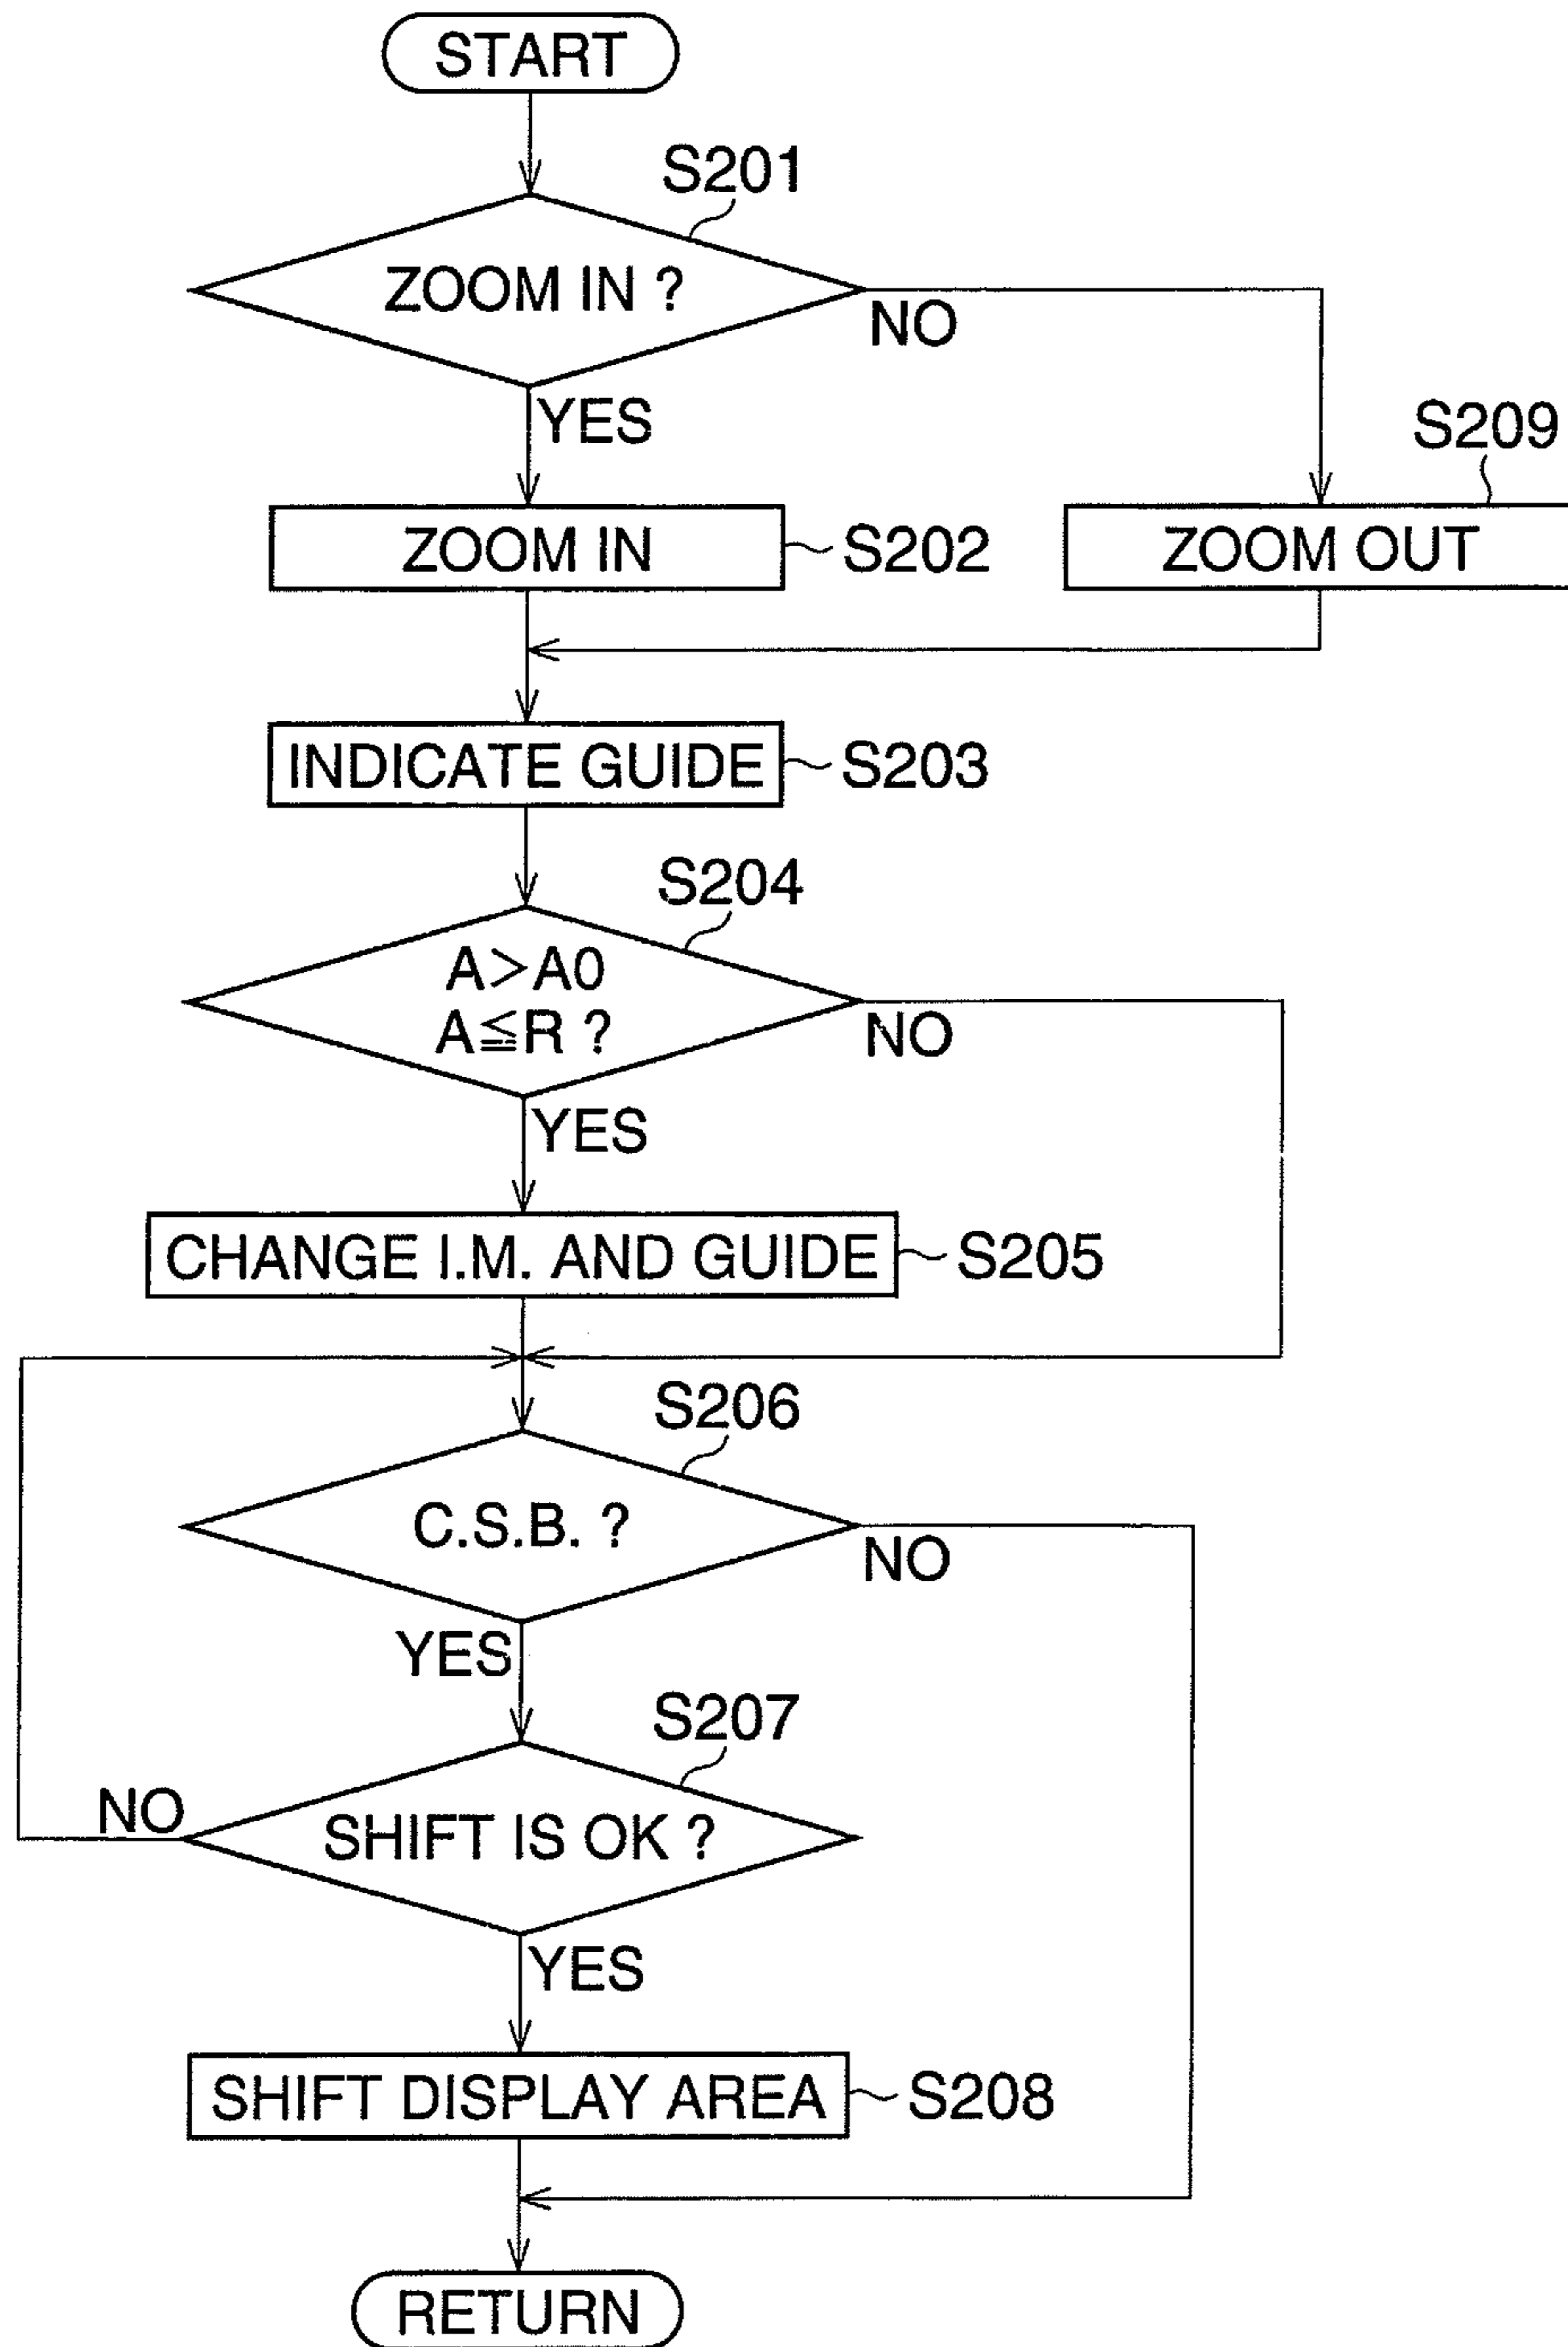 START
S201
ZOOM IN ?
NO
YES
S209
ZOOM IN
S202
ZOOM OUT
INDICATE GUIDE
S203
S204
A>A0
A≦R ?
NO
YES
CHANGE I.M. AND GUIDE
S205
S206
C.S.B. ?
NO
YES
S207
NO
SHIFT IS OK ?
YES
SHIFT DISPLAY AREA
S208
RETURN